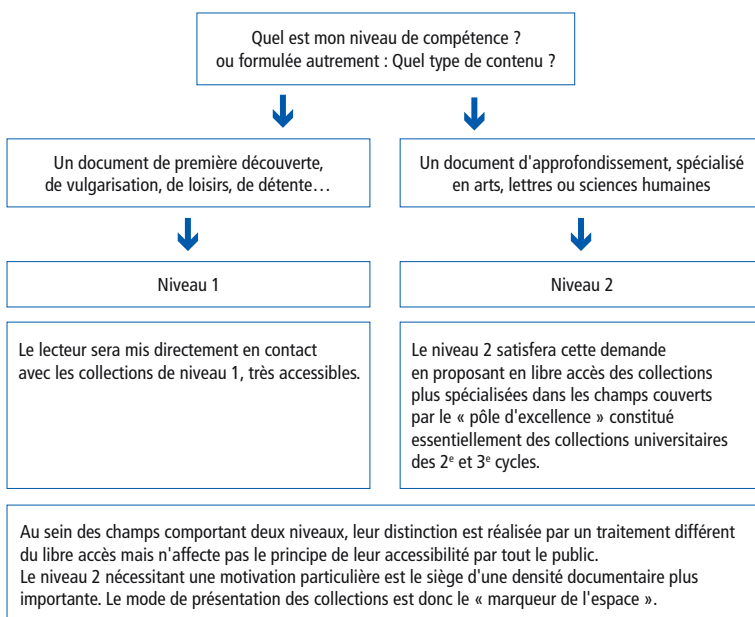 Quel est mon niveau de compétence ?
ou formulée autrement : Quel type de contenu ?
Un document de première découverte,
de vulgarisation, de loisirs, de détente…
Un document d'approfondissement, spécialisé
en arts, lettres ou sciences humaines
Niveau 1
Niveau 2
Le lecteur sera mis directement en contact
avec les collections de niveau 1, très accessibles.
Le niveau 2 satisfera cette demande
en proposant en libre accès des collections
plus spécialisées dans les champs couverts
par le « pôle d'excellence » constitué
essentiellement des collections universitaires
des 2e et 3e cycles.
Au sein des champs comportant deux niveaux, leur distinction est réalisée par un traitement différent
du libre accès mais n'affecte pas le principe de leur accessibilité par tout le public.
Le niveau 2 nécessitant une motivation particulière est le siège d'une densité documentaire plus
importante. Le mode de présentation des collections est donc le « marqueur de l'espace ».